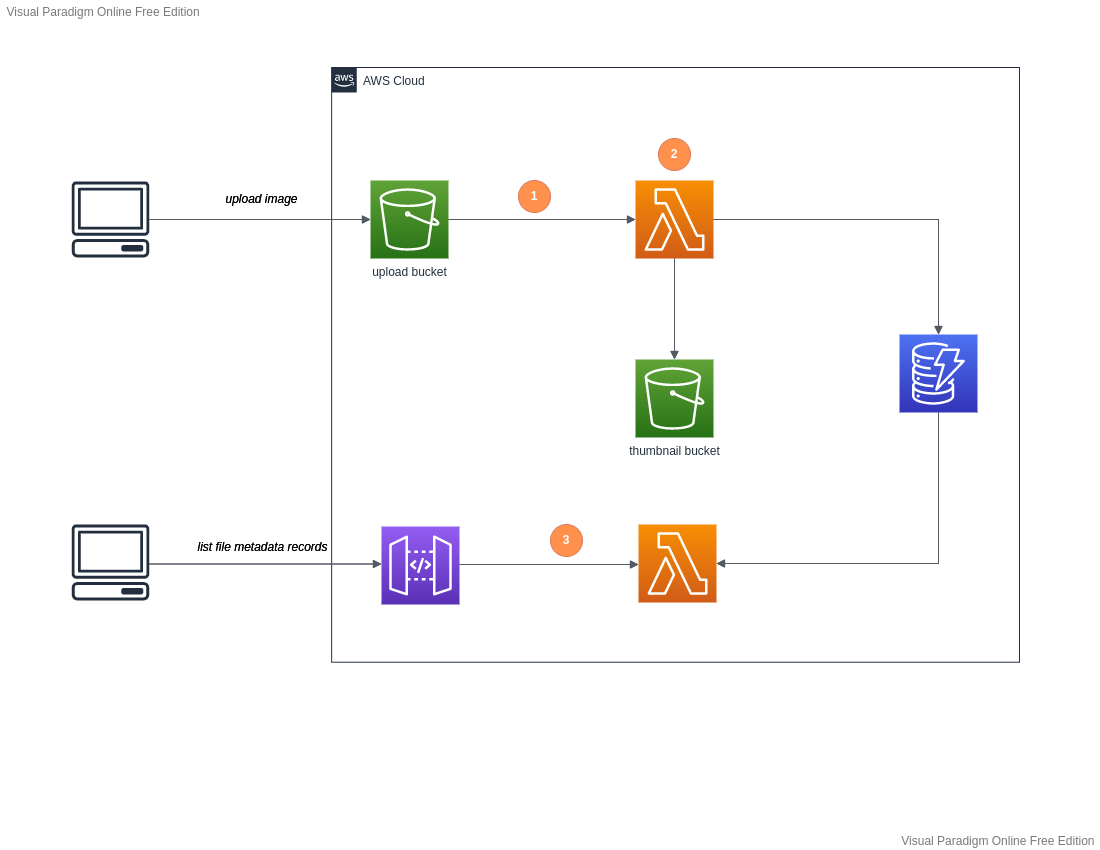 Visual Paradigm Online Free Edition
aws
AWS Cloud
2
upload image
1
upload bucket
thumbnail bucket
list file metadata records
3
</>
Visual Paradigm Online Free Edition